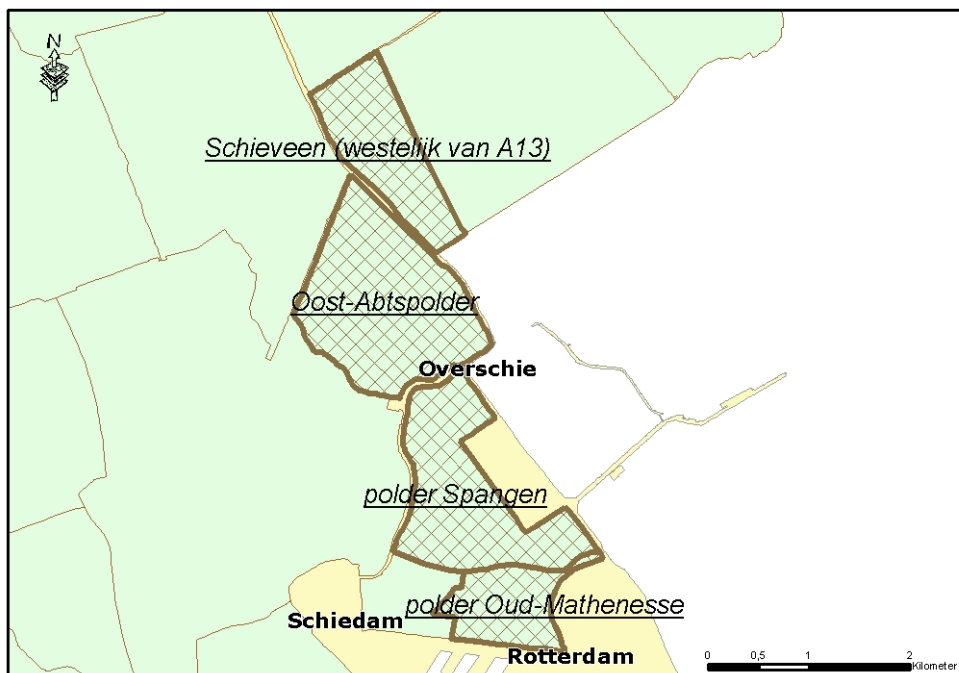 N
Schieveen (westelijk van A13)
Oost-Abtspolder
Overschie
polder Spangen
polder Oud-Mathenesse
Schiedam
Rotterdam
0 0,5 1 2
Kilometer